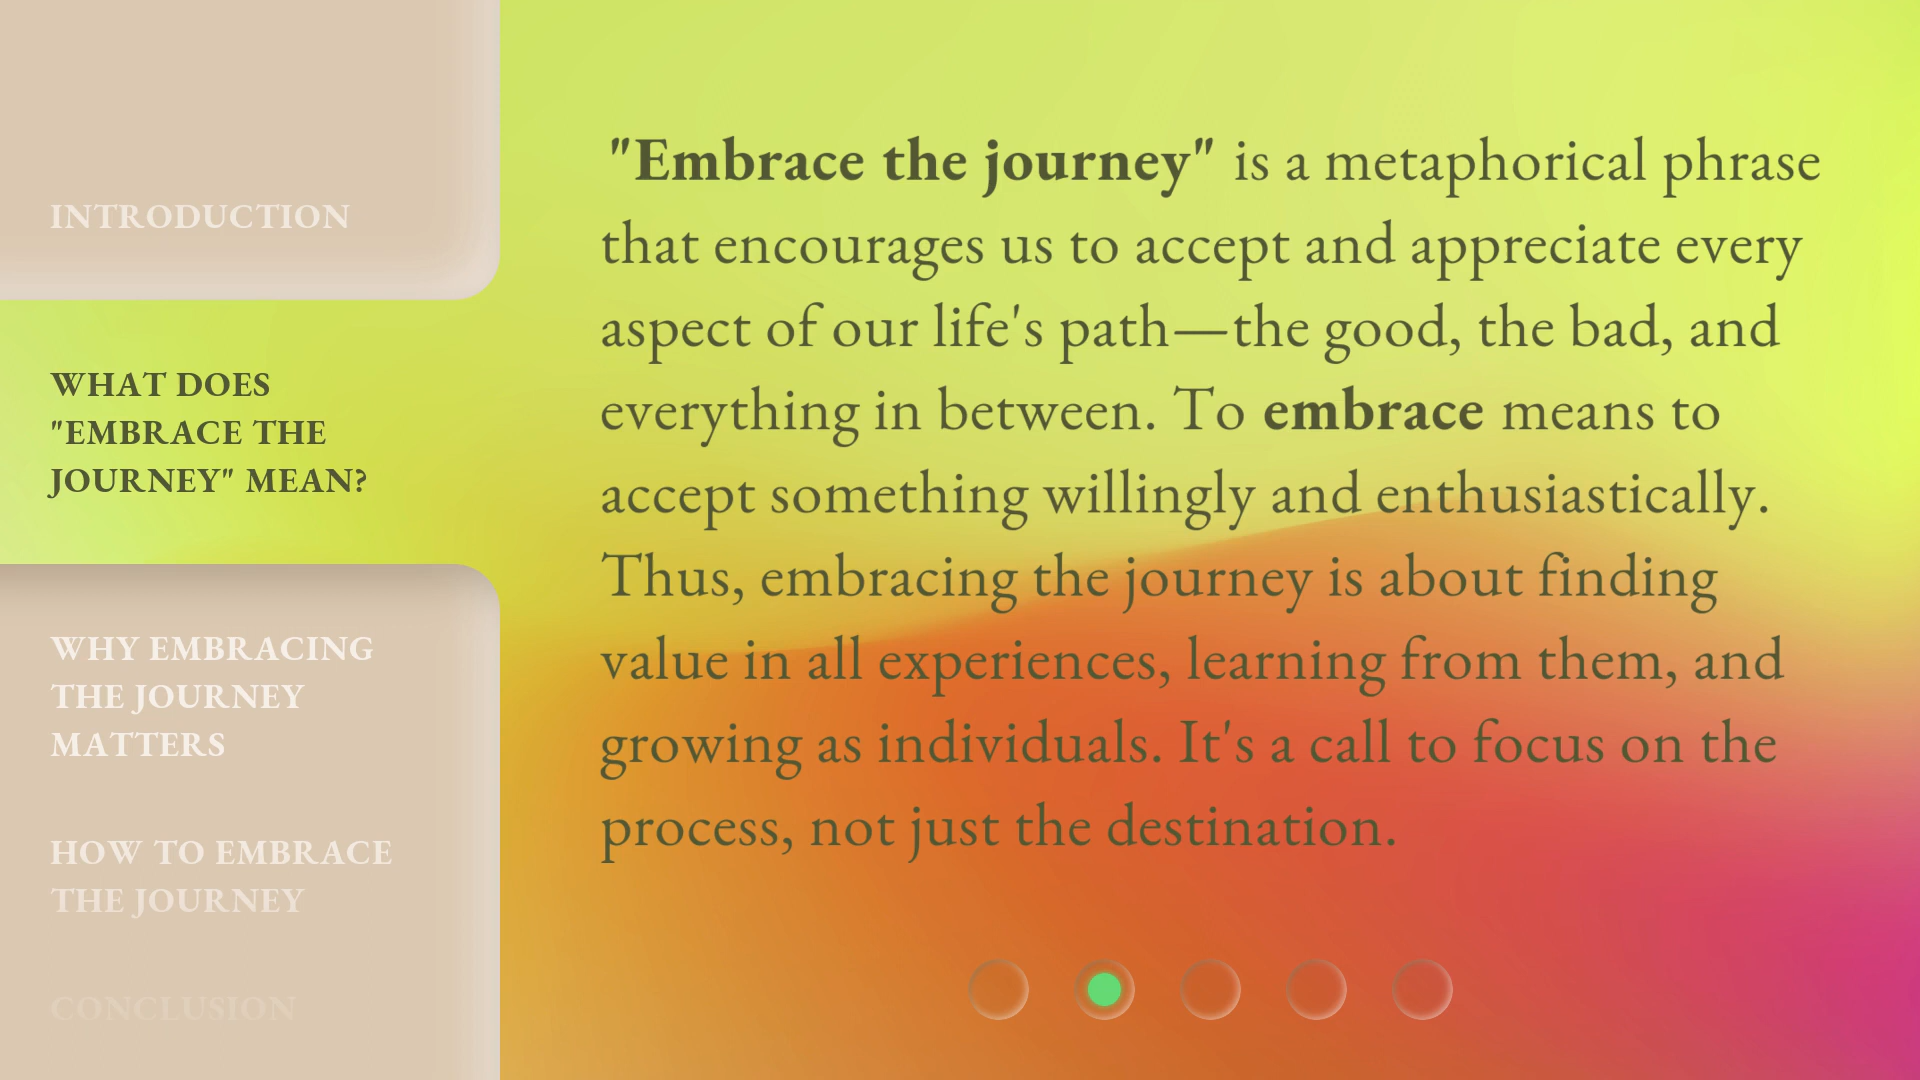 INTRODUCTION
WHAT DOES
"EMBRACE THE
JOURNEY" MEAN?
WHY EMBRACING
THE JOURNEY
MATTERS
HOW TO EMBRACE
THE JOURNEY
CONCLUSION
"Embrace the journey" is a metaphorical phrase
that encourages us to accept and appreciate every
aspect of our life's path—the good, the bad, and
everything in between. To embrace means to
accept something willingly and enthusiastically.
Thus, embracing the journey is about finding
value in all experiences, learning from them, and
growing as individuals. It's a call to focus on the
process, not just the destination.